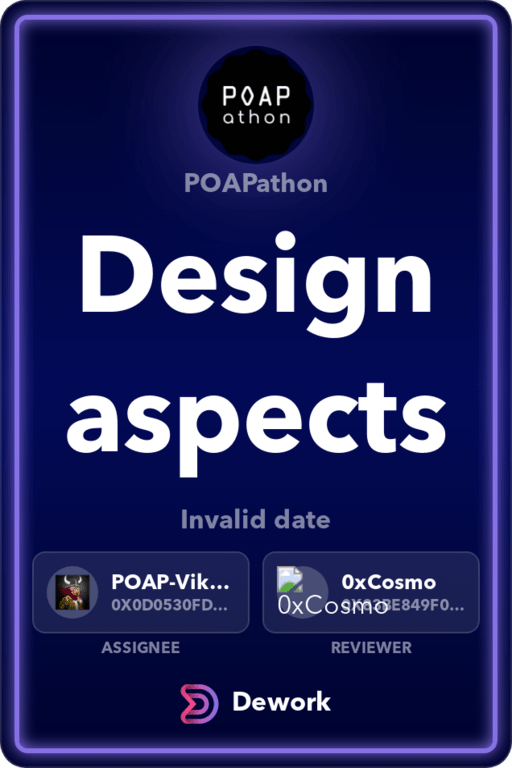 POAP
athon
POAPathon
Design
aspects
Invalid date
POAP-Vik...
0X0D0530FD...
0xCosmo
0xCosmo
ASSIGNEE
REVIEWER
Dework